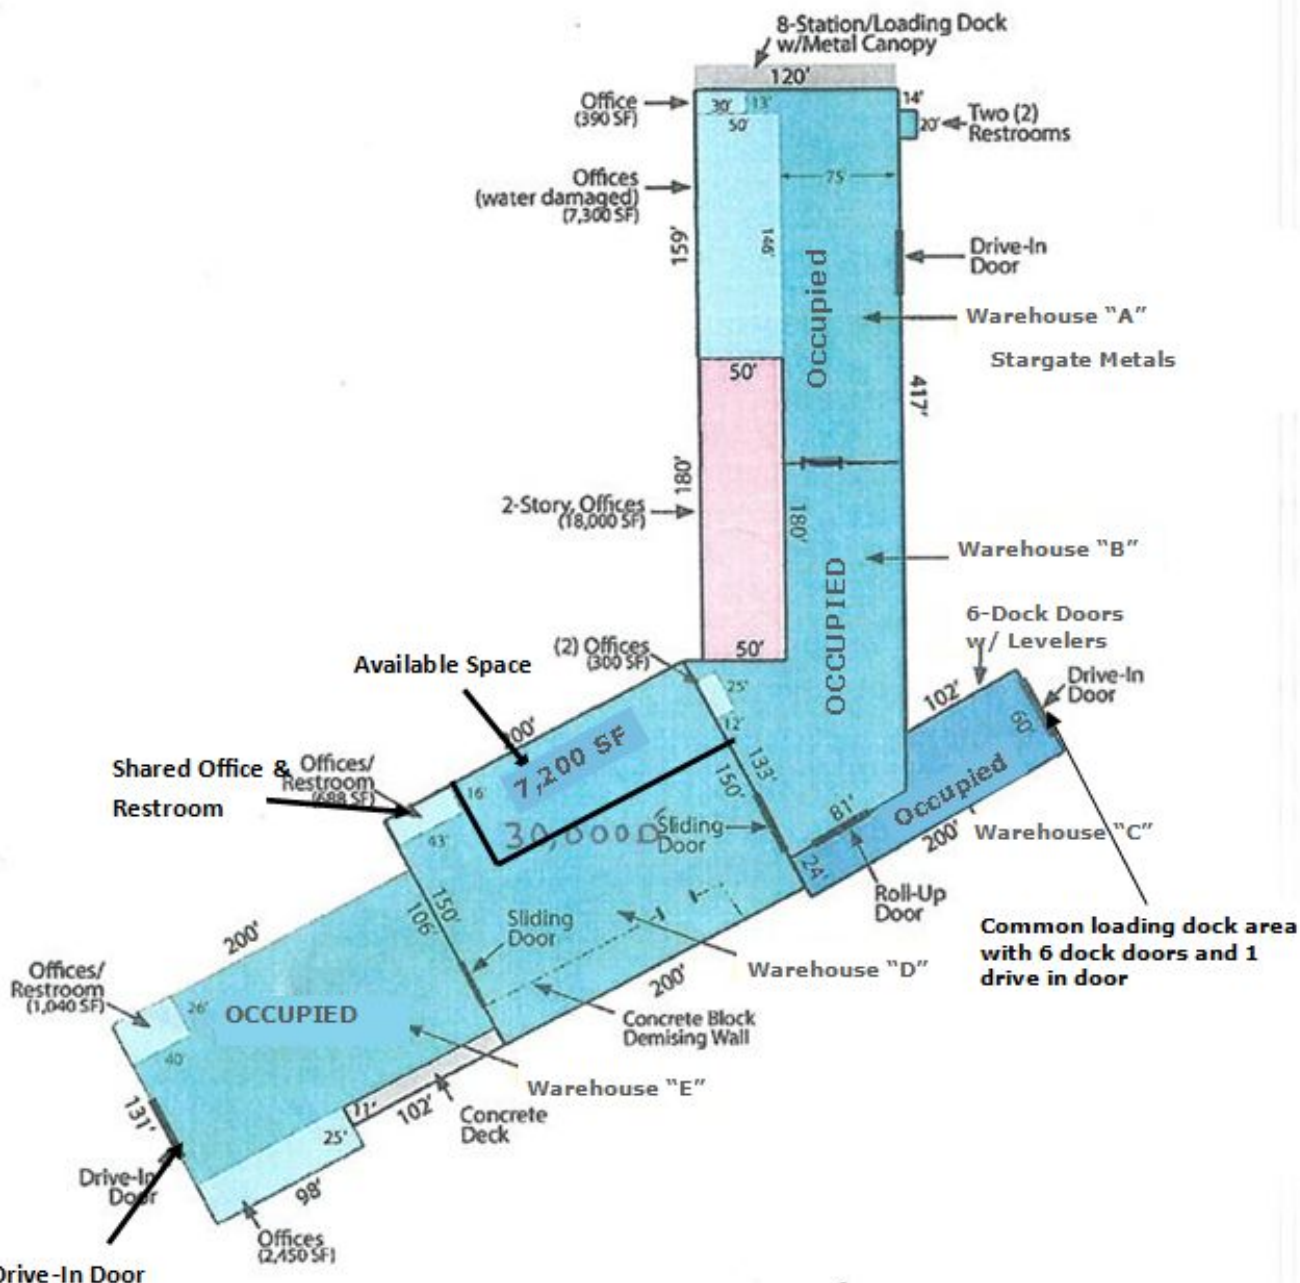 8-Station/Loading Dock
w/Metal Canopy
120'
Office
(390 SF)
30'
13'
50'
14'
20'
Two (2)
Restrooms
Offices
(water damaged)
(7,300 SF)
75'
159'
146'
Occupied
Drive-In
Door
Warehouse "A"
Stargate Metals
50'
417'
180'
2-Story, Offices
(18,000 SF)
180'
Warehouse "B"
OCCUPIED
6-Dock Doors
w/ Levelers
(2) Offices
(300 SF)
50'
Available Space
25'
12'
102'
Drive-In
Door
60'
200'
7,200 SF
Shared Office &
Restroom
Offices/
Restroom
(688 SF)
16'
43'
133'
150'
Sliding
Door
81'
Occupied
200'
Warehouse "C"
24'
Roll-Up
Door
Common loading dock area
with 6 dock doors and 1
drive in door
150'
106'
Sliding
Door
Warehouse "D"
200'
Concrete Block
Demising Wall
200'
Offices/
Restroom
(1,040 SF)
26'
40'
OCCUPIED
Warehouse "E"
11'
102'
Concrete
Deck
131'
25'
98'
Drive-In
Door
Offices
(2,450 SF)
Drive-In Door